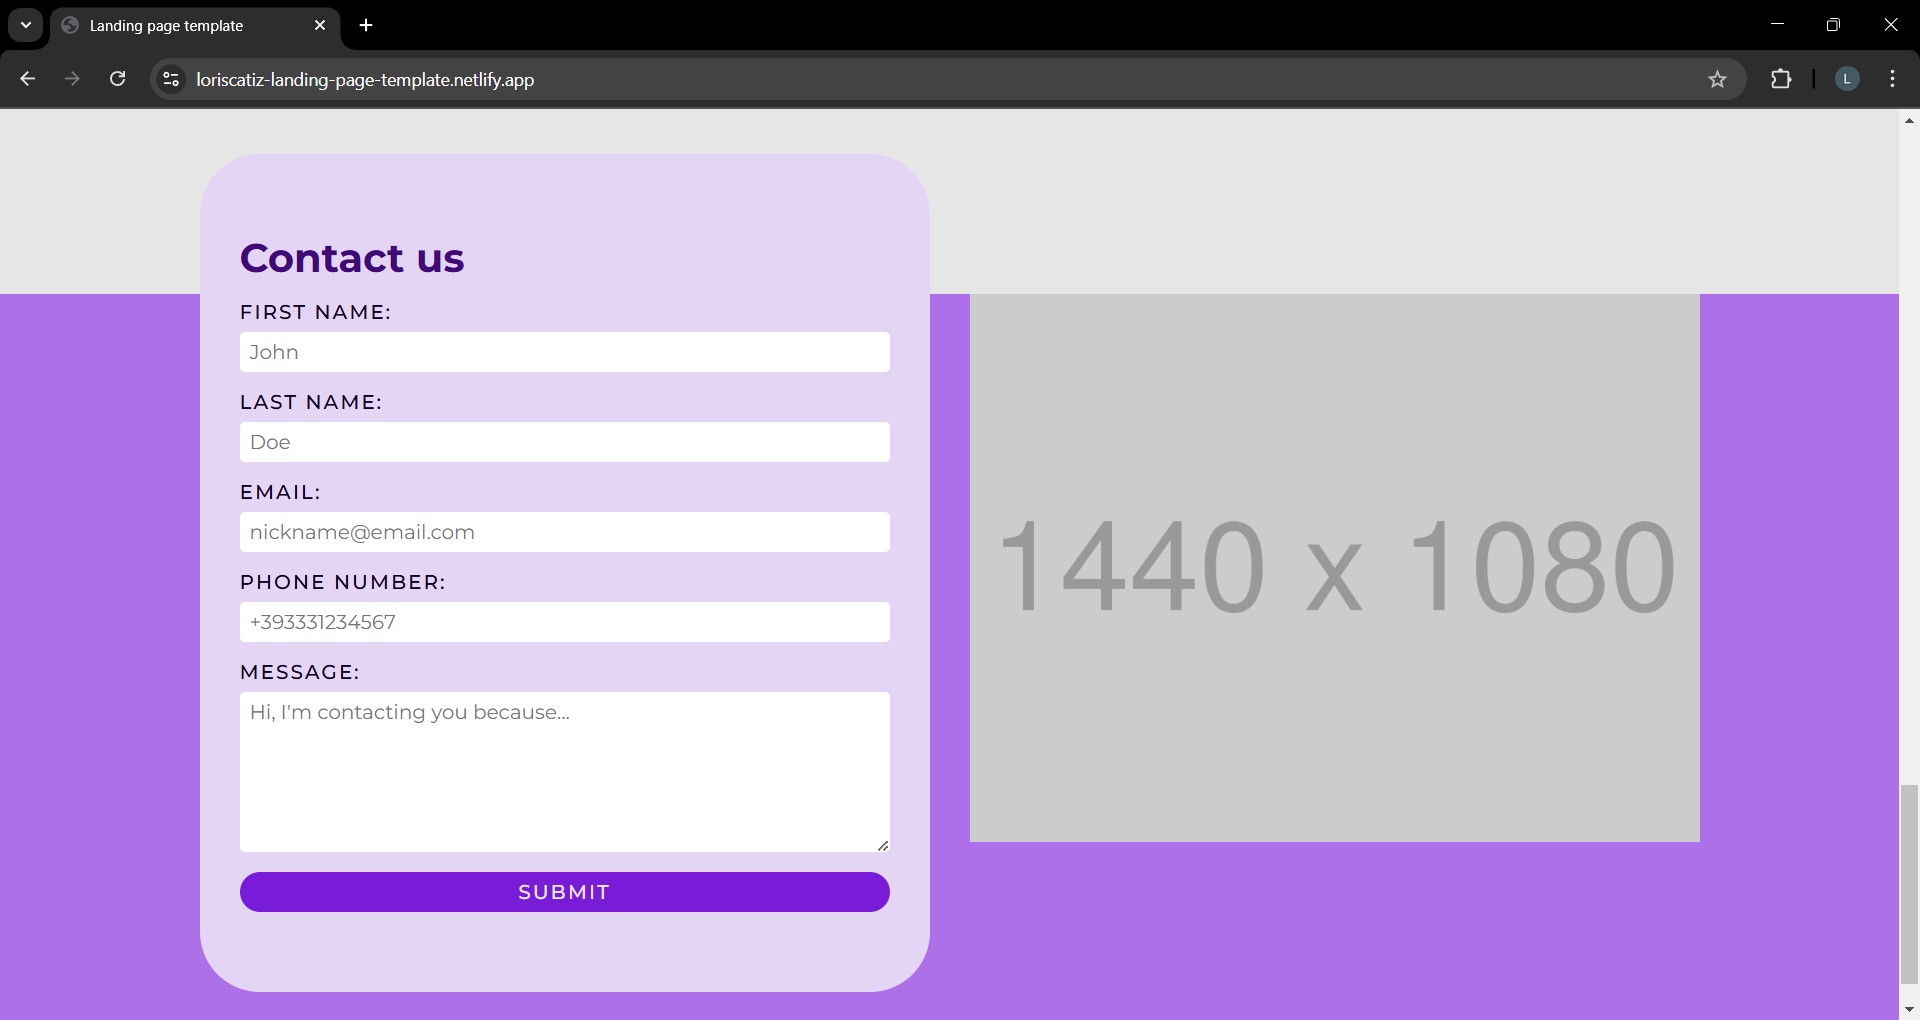 Landing page template
loriscatiz-landing-page-template.netlify.app
L
Contact us
FIRST NAME:
John
LAST NAME:
Doe
EMAIL:
nickname@email.com
PHONE NUMBER:
+393331234567
MESSAGE:
Hi, I'm contacting you because...
SUBMIT
1440 x 1080